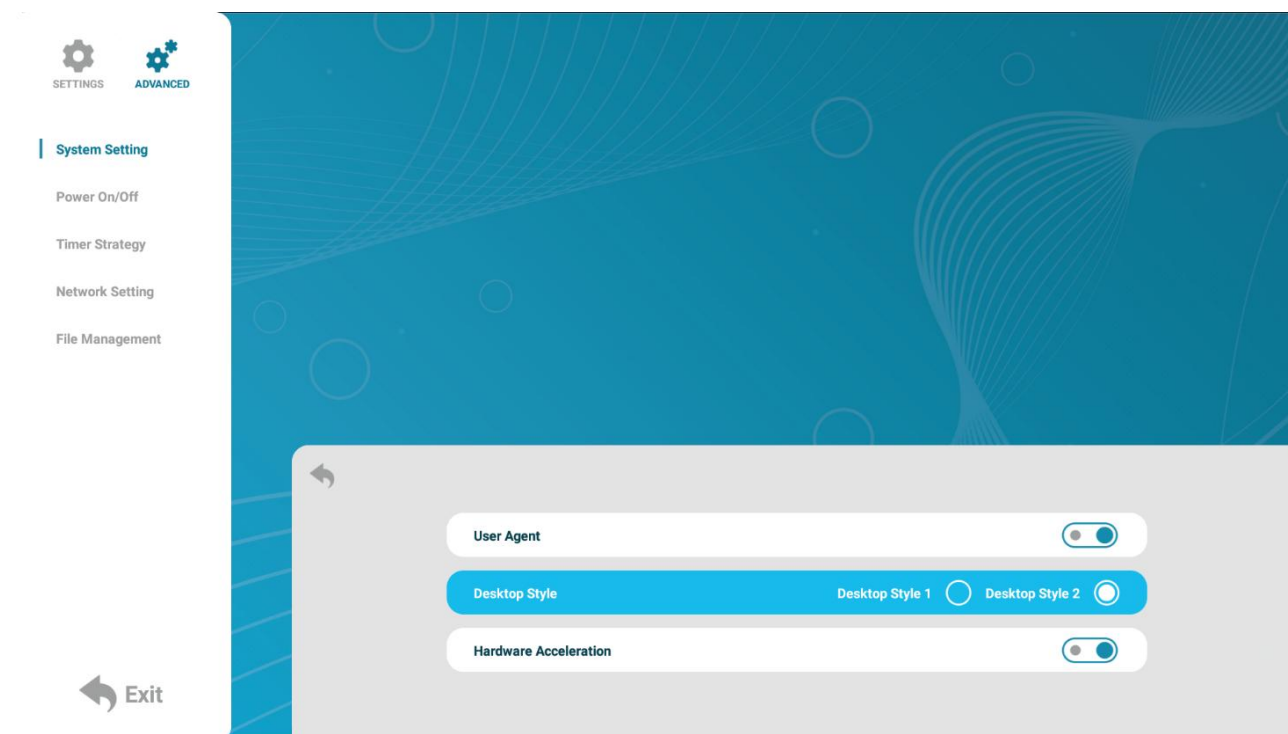 SETTINGS ADVANCED
System Setting
Power On/Off
Timer Strategy
Network Setting
File Management
Exit
User Agent
Desktop Style Desktop Style 1 Desktop Style 2
Hardware Acceleration